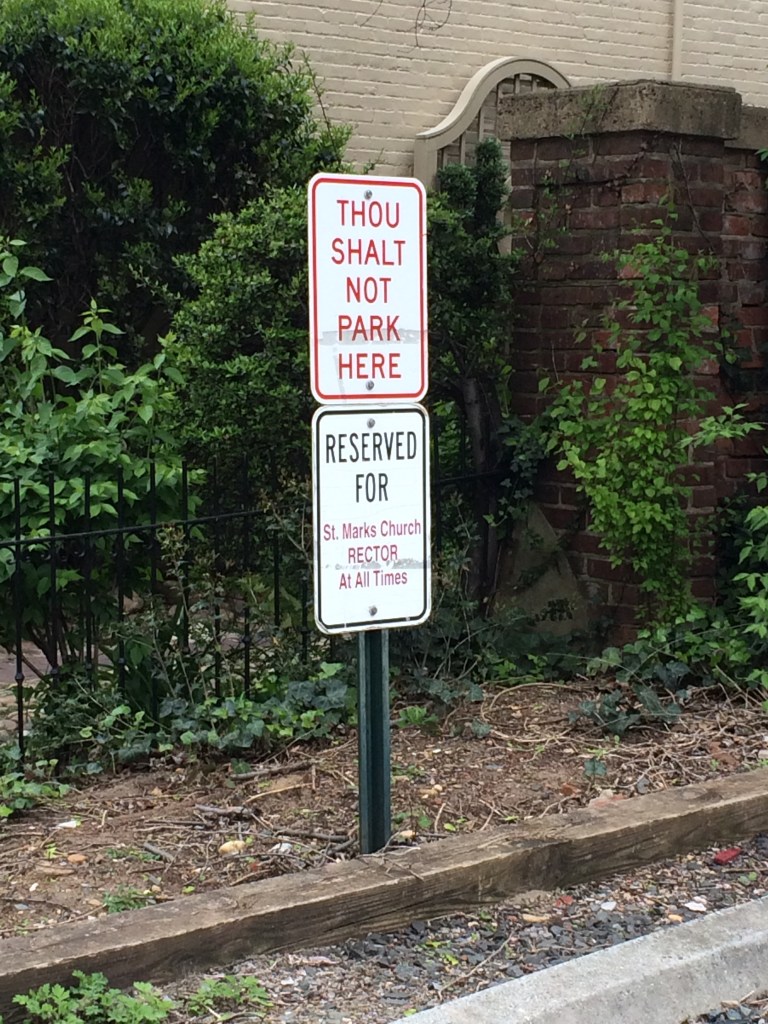 THOU
SHALT
NOT
PARK
HERE
RESERVED
FOR
St. Marks Church
RECTOR
At All Times